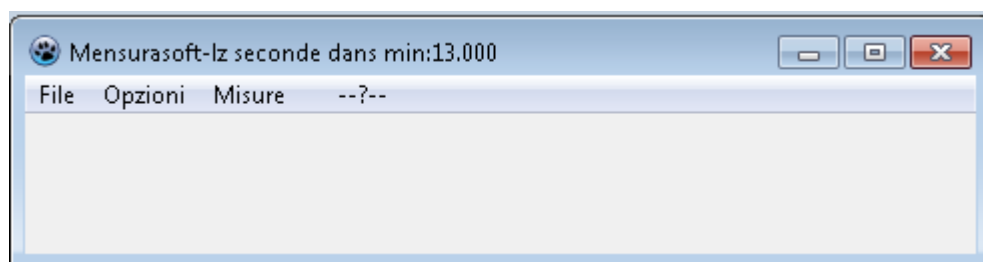 Mensurasoft-lz seconde dans min:13.000
File Opzioni Misure --?--